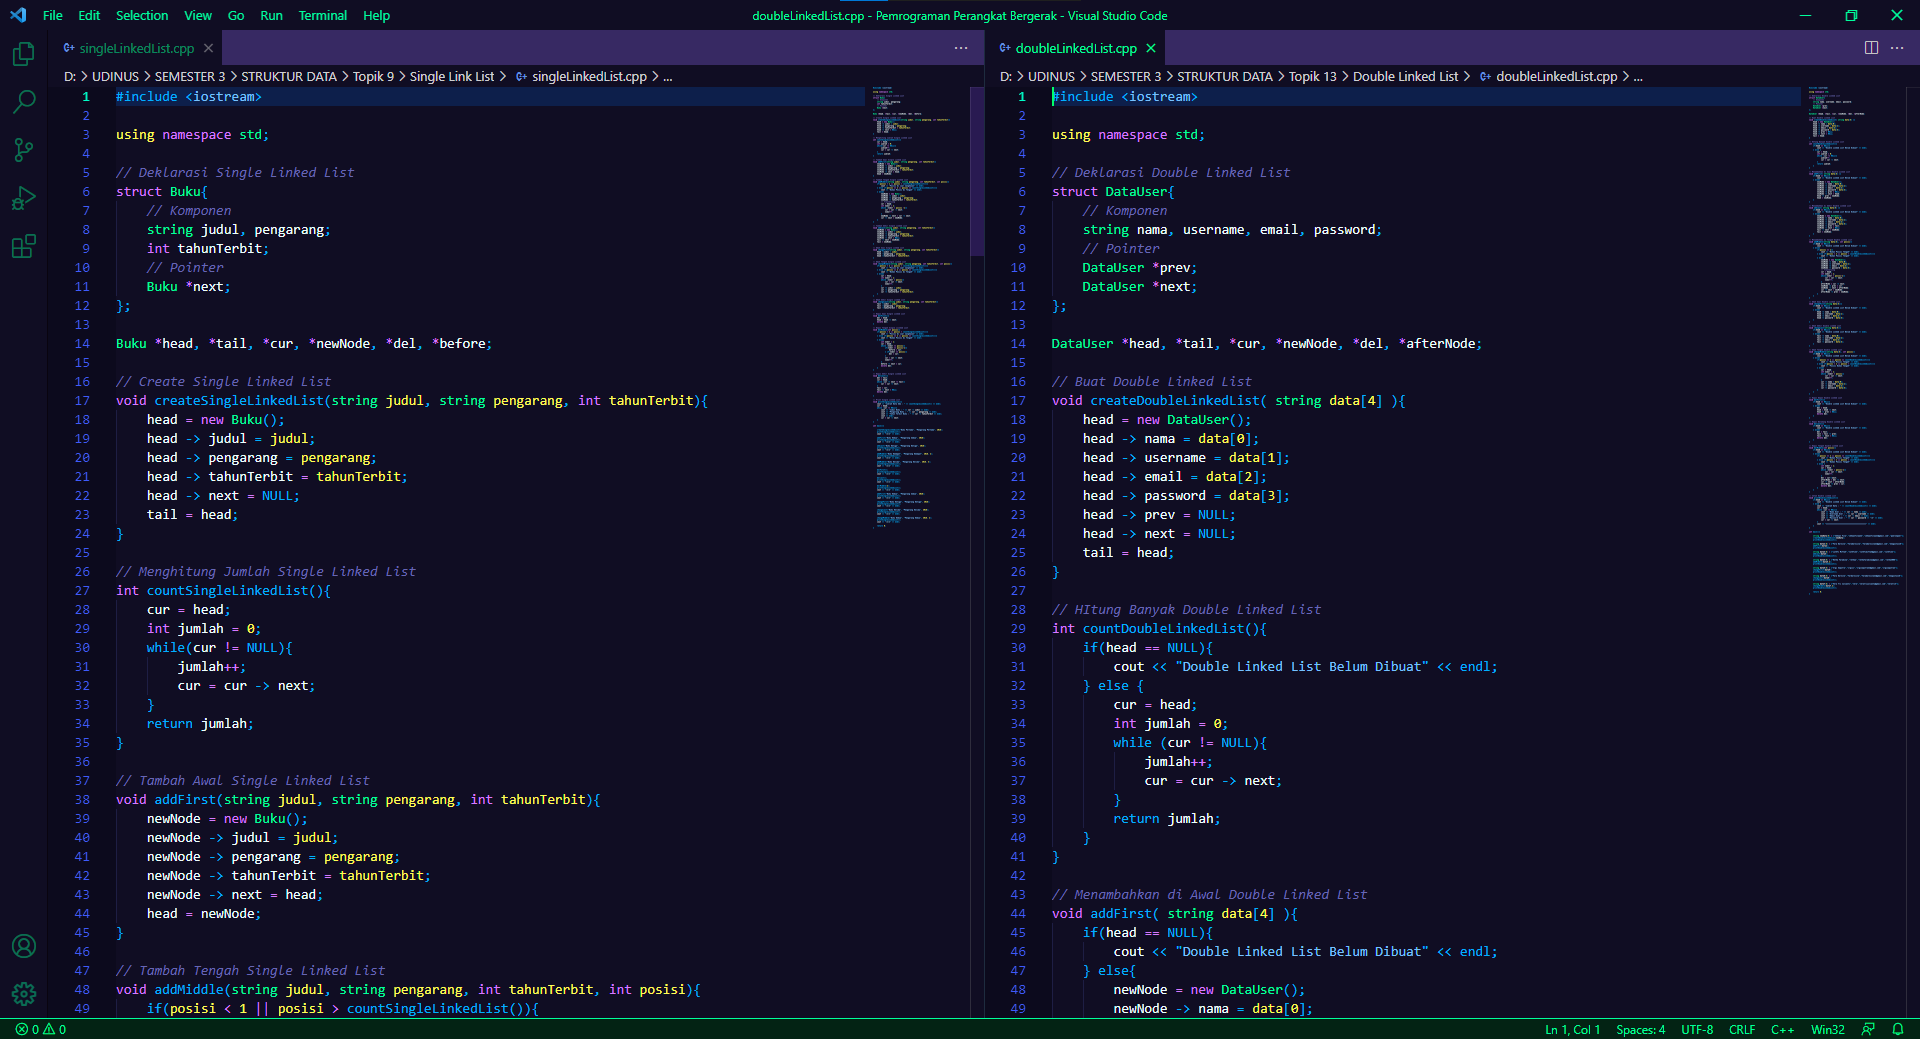 File Edit Selection View Go Run Terminal Help
doubleLinkedList.cpp - Pemrograman Perangkat Bergerak - Visual Studio Code
singleLinkedList.cpp
D: > UDINUS > SEMESTER 3 > STRUKTUR DATA > Topik 9 > Single Link List > singleLinkedList.cpp > ...
1 #include <iostream>
2
3 using namespace std;
4
5 // Deklarasi Single Linked List
6 struct Buku{
7 // Komponen
8 string judul, pengarang;
9 int tahunTerbit;
10 // Pointer
11 Buku *next;
12 };
13
14 Buku *head, *tail, *cur, *newNode, *del, *before;
15
16 // Create Single Linked List
17 void createSingleLinkedList(string judul, string pengarang, int tahunTerbit){
18 head = new Buku();
19 head -> judul = judul;
20 head -> pengarang = pengarang;
21 head -> tahunTerbit = tahunTerbit;
22 head -> next = NULL;
23 tail = head;
24 }
25
26 // Menghitung Jumlah Single Linked List
27 int countSingleLinkedList(){
28 cur = head;
29 int jumlah = 0;
30 while(cur != NULL){
31 jumlah++;
32 cur = cur -> next;
33 }
34 return jumlah;
35 }
36
37 // Tambah Awal Single Linked List
38 void addFirst(string judul, string pengarang, int tahunTerbit){
39 newNode = new Buku();
40 newNode -> judul = judul;
41 newNode -> pengarang = pengarang;
42 newNode -> tahunTerbit = tahunTerbit;
43 newNode -> next = head;
44 head = newNode;
45 }
46
47 // Tambah Tengah Single Linked List
48 void addMiddle(string judul, string pengarang, int tahunTerbit, int posisi){
49 if(posisi < 1 || posisi > countSingleLinkedList()){
doubleLinkedList.cpp
D: > UDINUS > SEMESTER 3 > STRUKTUR DATA > Topik 13 > Double Linked List > doubleLinkedList.cpp > ...
1 #include <iostream>
2
3 using namespace std;
4
5 // Deklarasi Double Linked List
6 struct DataUser{
7 // Komponen
8 string nama, username, email, password;
9 // Pointer
10 DataUser *prev;
11 DataUser *next;
12 };
13
14 DataUser *head, *tail, *cur, *newNode, *del, *afterNode;
15
16 // Buat Double Linked List
17 void createDoubleLinkedList( string data[4] ){
18 head = new DataUser();
19 head -> nama = data[0];
20 head -> username = data[1];
21 head -> email = data[2];
22 head -> password = data[3];
23 head -> prev = NULL;
24 head -> next = NULL;
25 tail = head;
26 }
27
28 // HItung Banyak Double Linked List
29 int countDoubleLinkedList(){
30 if(head == NULL){
31 cout << "Double Linked List Belum Dibuat" << endl;
32 } else {
33 cur = head;
34 int jumlah = 0;
35 while (cur != NULL){
36 jumlah++;
37 cur = cur -> next;
38 }
39 return jumlah;
40 }
41 }
42
43 // Menambahkan di Awal Double Linked List
44 void addFirst( string data[4] ){
45 if(head == NULL){
46 cout << "Double Linked List Belum Dibuat" << endl;
47 } else{
48 newNode = new DataUser();
49 newNode -> nama = data[0];
0 0
Ln 1, Col 1 Spaces: 4 UTF-8 CRLF C++ Win32